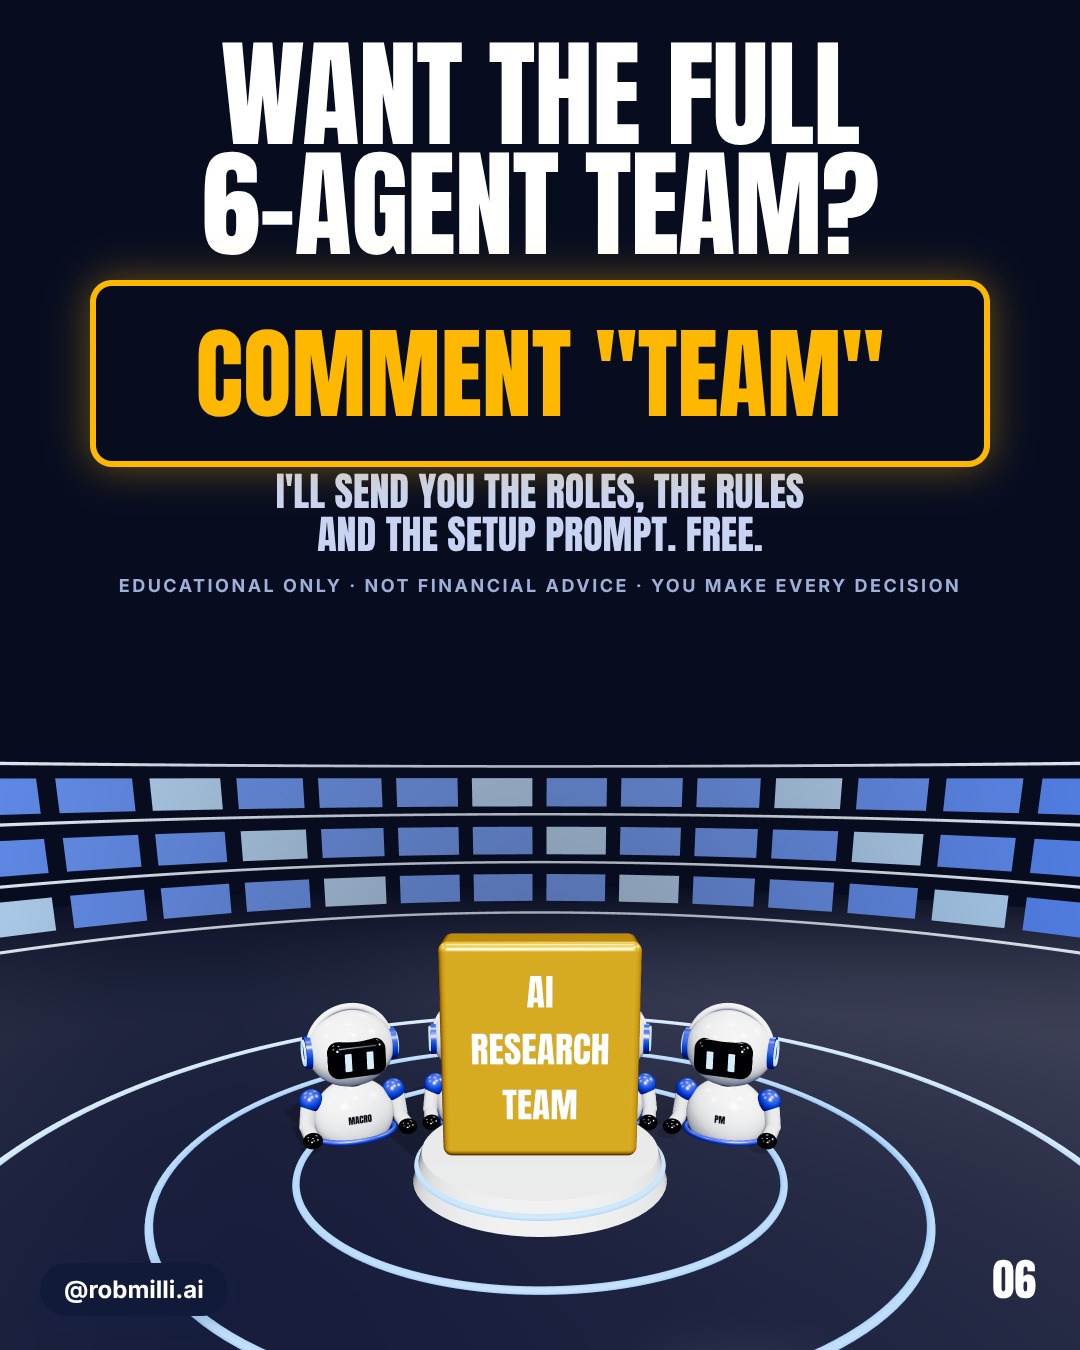 WANT THE FULL
6-AGENT TEAM?
COMMENT "TEAM"
I'LL SEND YOU THE ROLES, THE RULES
AND THE SETUP PROMPT. FREE.
EDUCATIONAL ONLY · NOT FINANCIAL ADVICE · YOU MAKE EVERY DECISION
AI
RESEARCH
TEAM
MACRO
PM
@robmilli.ai
06